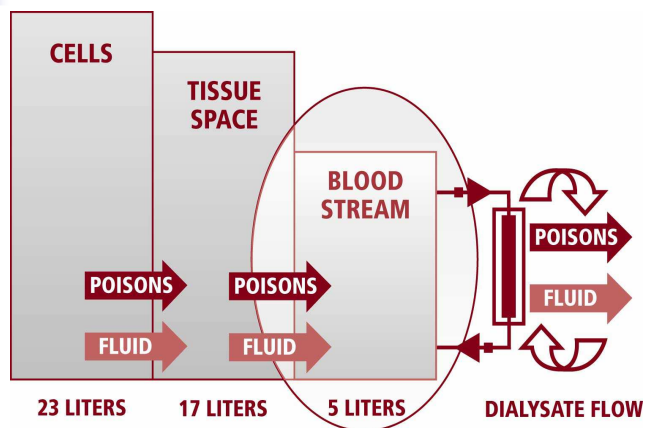 CELLS
TISSUE
SPACE
BLOOD
STREAM
POISONS
POISONS
POISONS
FLUID
FLUID
FLUID
23 LITERS
17 LITERS
5 LITERS
DIALYSATE FLOW